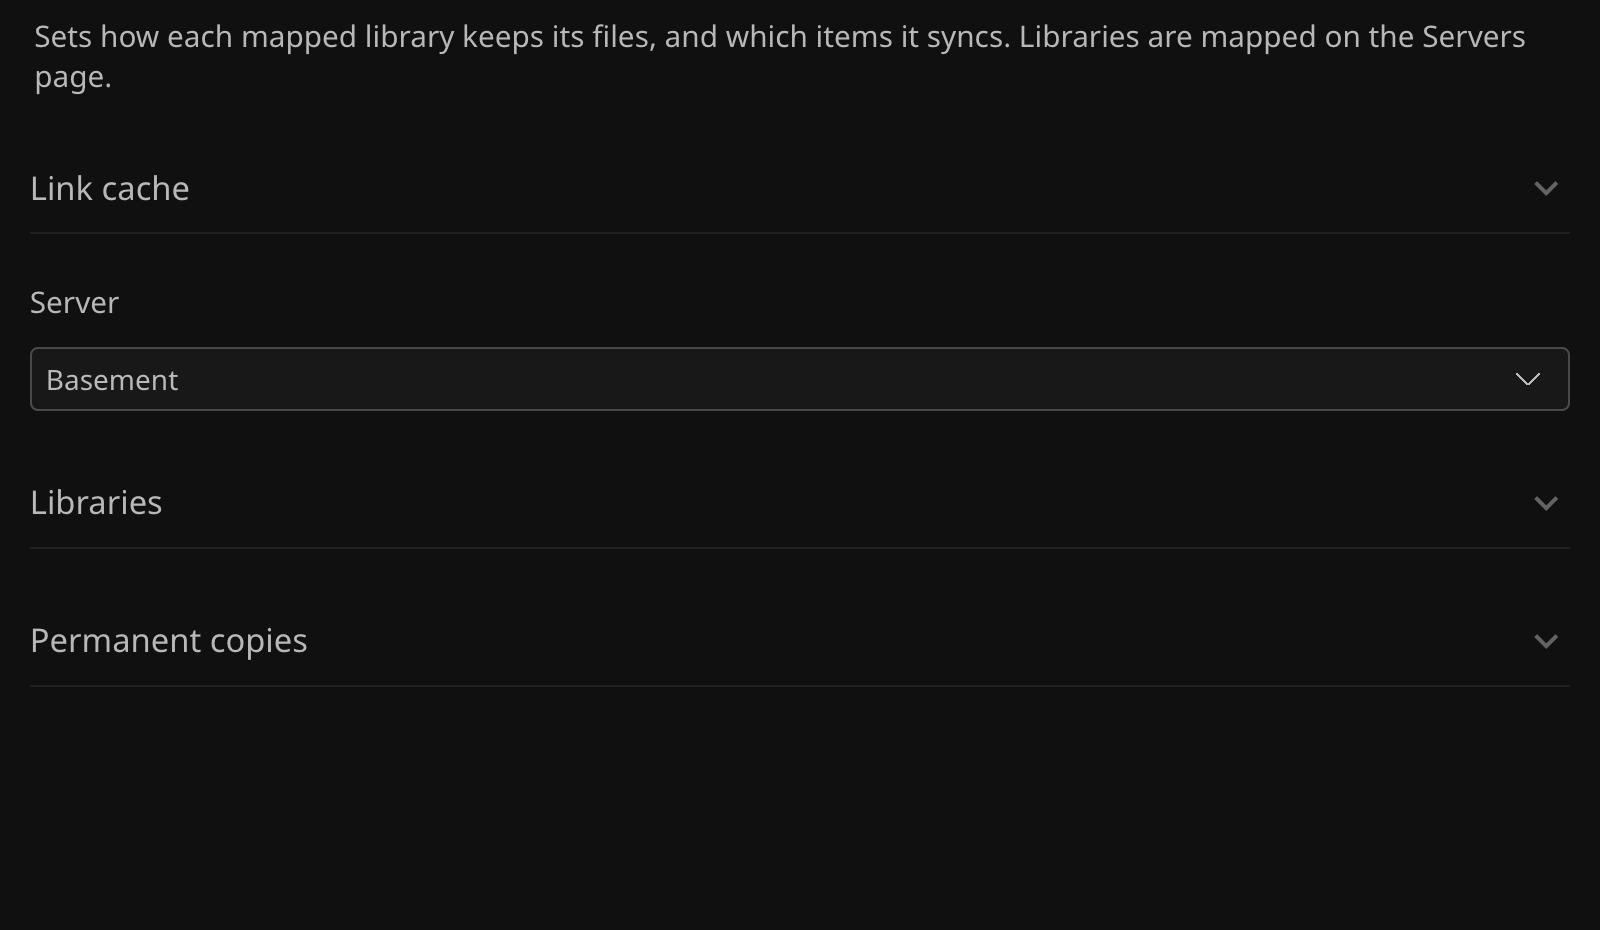 Sets how each mapped library keeps its files, and which items it syncs. Libraries are mapped on the Servers
page.
Link cache
Server
Basement
Libraries
Permanent copies